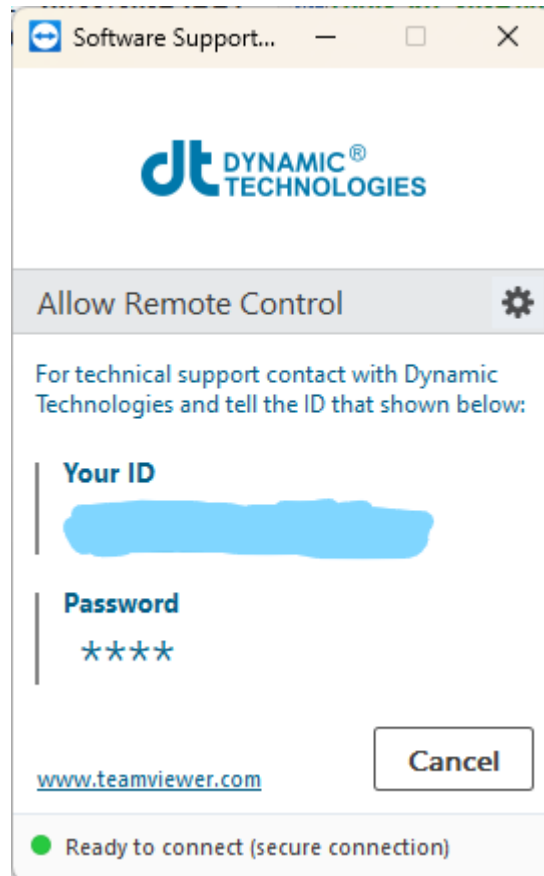 Software Support...
dt DYNAMIC®
TECHNOLOGIES
Allow Remote Control
For technical support contact with Dynamic
Technologies and tell the ID that shown below:
Your ID
Password
****
Cancel
www.teamviewer.com
Ready to connect (secure connection)